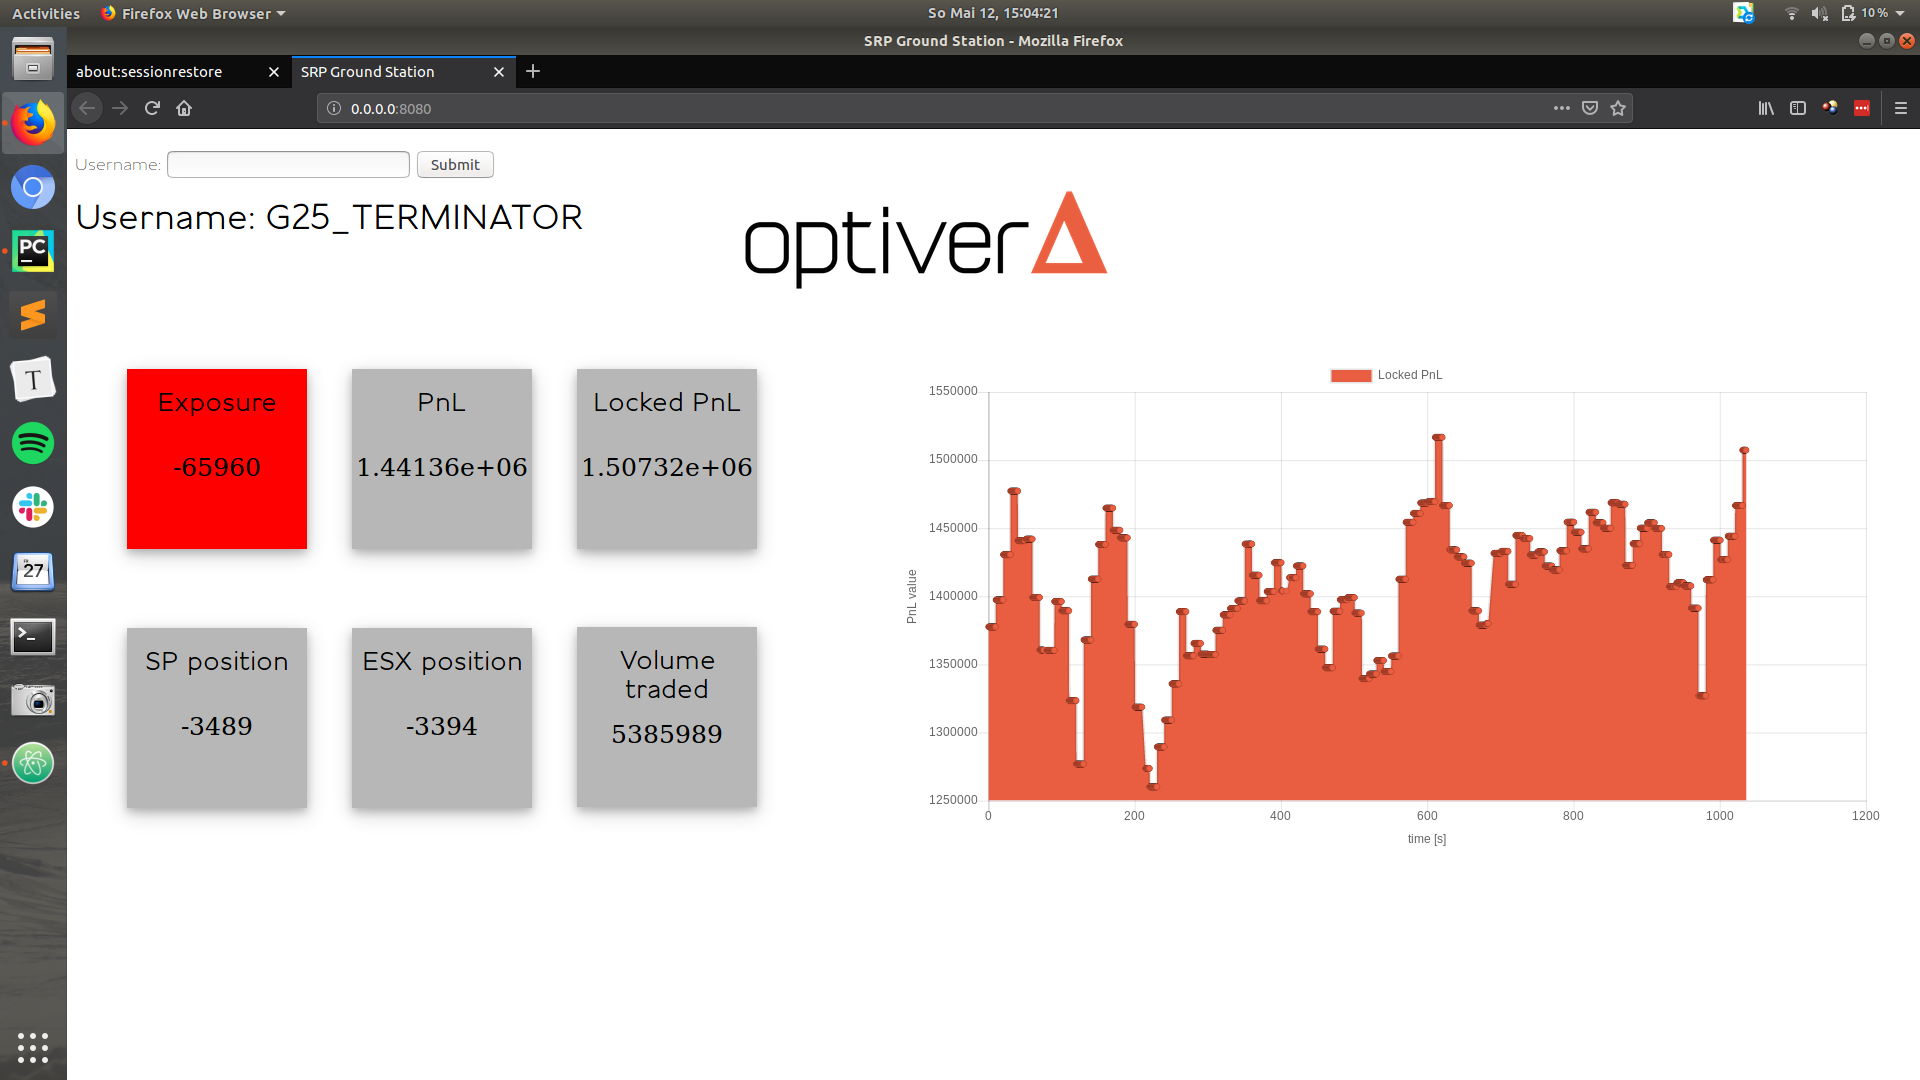 Activities
Firefox Web Browser
So Mai 12, 15:04:21
10 %
SRP Ground Station - Mozilla Firefox
about:sessionrestore
SRP Ground Station
0.0.0.0:8080
Username:
Submit
Username: G25_TERMINATOR
optiver
Exposure
-65960
PnL
1.44136e+06
Locked PnL
1.50732e+06
SP position
-3489
ESX position
-3394
Volume
traded
5385989
Locked PnL
1550000
1500000
1450000
1400000
1350000
1300000
1250000
PnL value
0
200
400
600
800
1000
1200
time [s]
PC
T
27